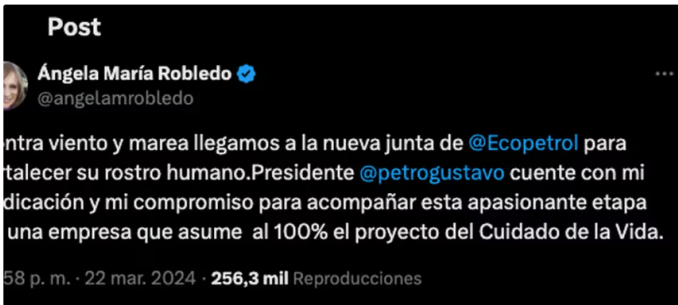 Post
Ángela María Robledo
@angelamrobledo
ntra viento y marea llegamos a la nueva junta de @Ecopetrol para
rtalecer su rostro humano.Presidente @petrogustavo cuente con mi
dicación y mi compromiso para acompañar esta apasionante etapa
una empresa que asume al 100% el proyecto del Cuidado de la Vida.
58 p. m. · 22 mar. 2024 · 256,3 mil Reproducciones